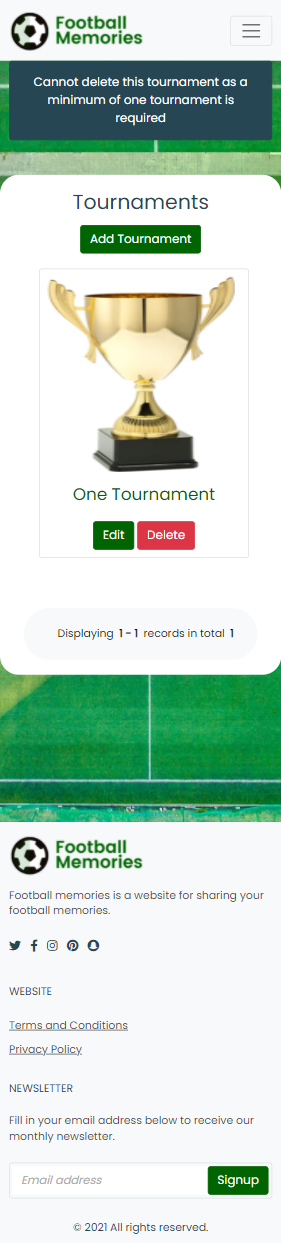 Football
Memories
Cannot delete this tournament as a
minimum of one tournament is
required
Tournaments
Add Tournament
One Tournament
Edit Delete
Displaying 1 - 1 records in total 1
Football
Memories
Football memories is a website for sharing your
football memories.
WEBSITE
Terms and Conditions
Privacy Policy
NEWSLETTER
Fill in your email address below to receive our
monthly newsletter.
Email address Signup
© 2021 All rights reserved.